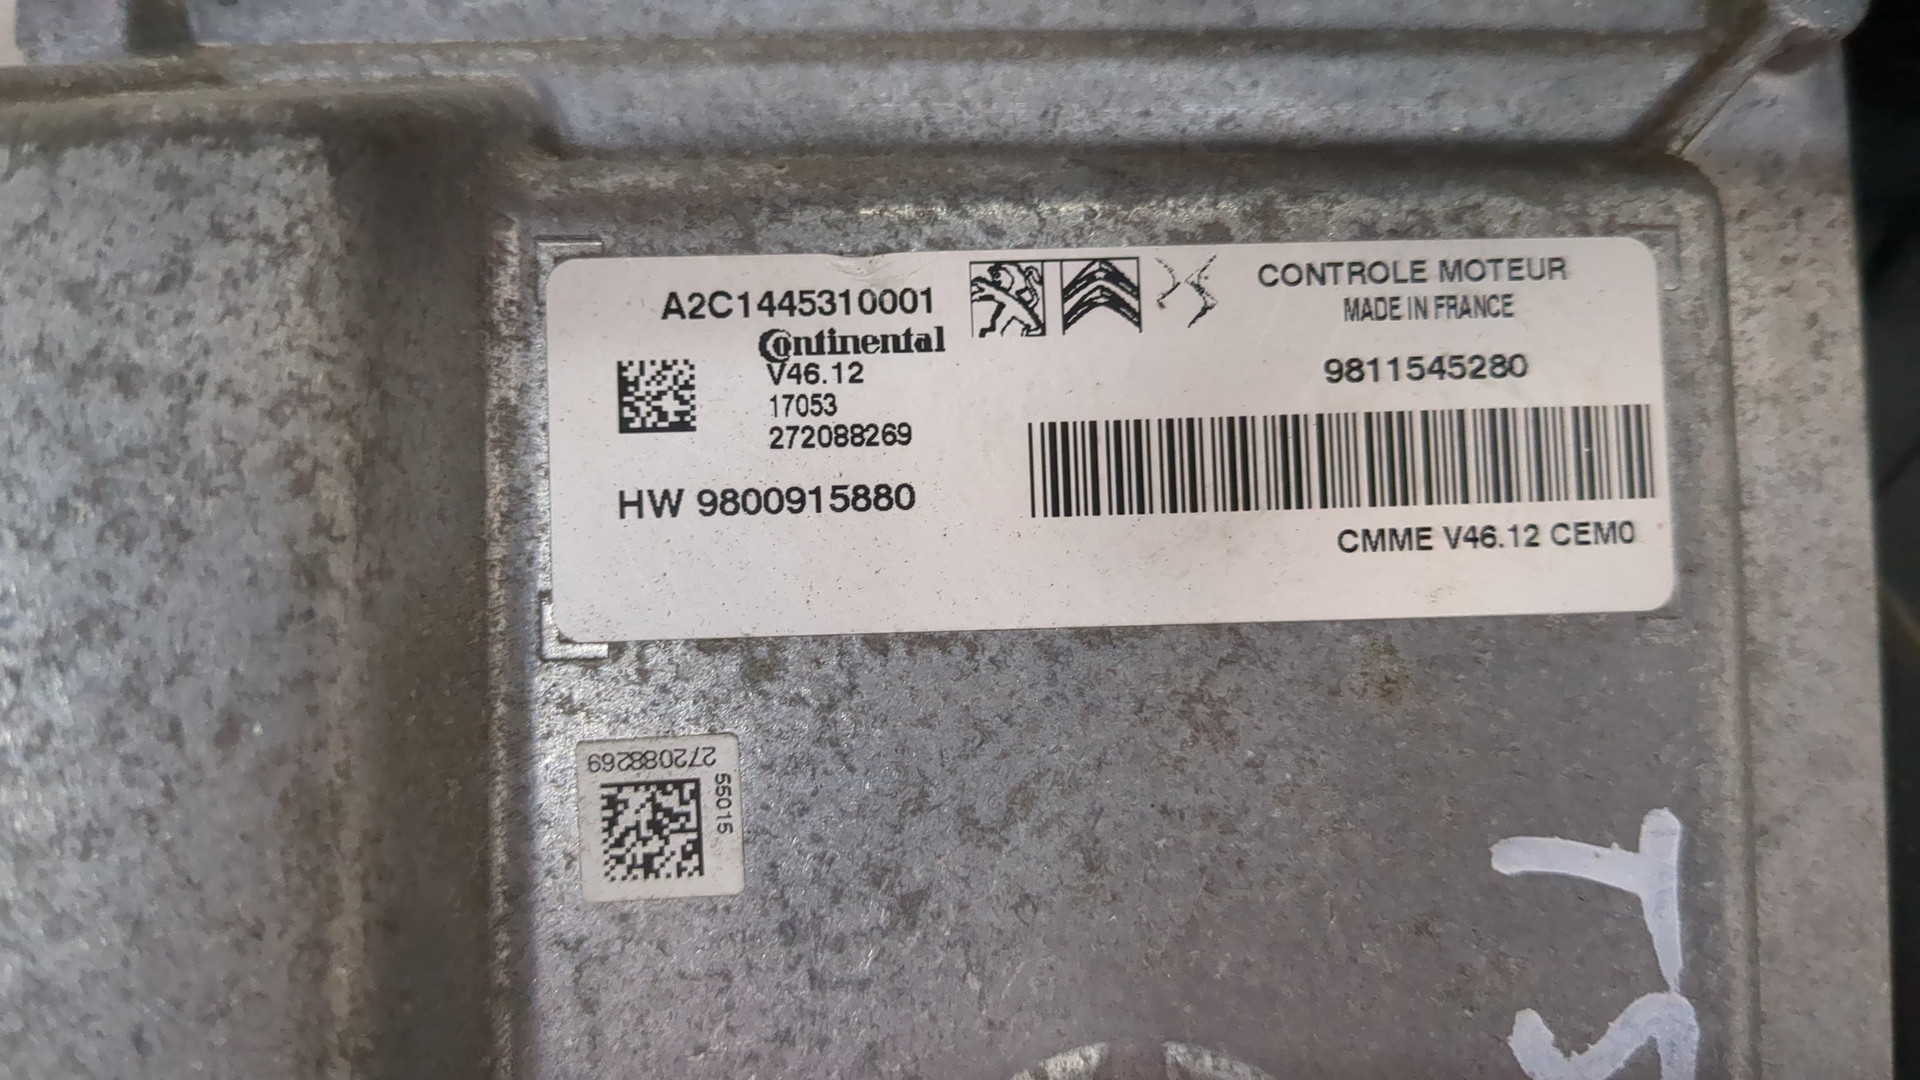 A2C1445310001
Continental
V46.12
17053
272088269
HW 9800915880
CONTROLE MOTEUR
MADE IN FRANCE
9811545280
CMME V46.12 CEM0
272088269
55015